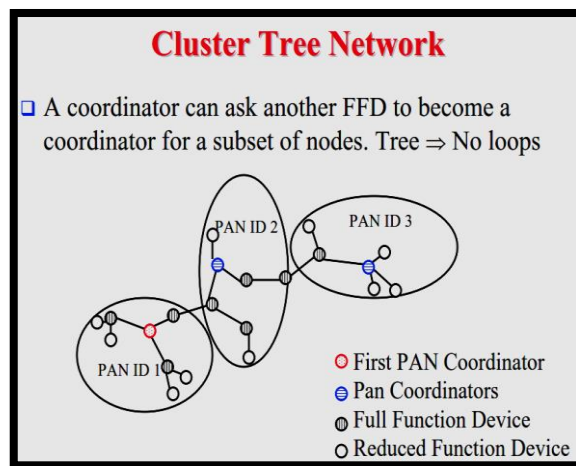 Cluster Tree Network
A coordinator can ask another FFD to become a
coordinator for a subset of nodes. Tree ⇒ No loops
PAN ID 2
PAN ID 3
PAN ID 1
First PAN Coordinator
Pan Coordinators
Full Function Device
Reduced Function Device